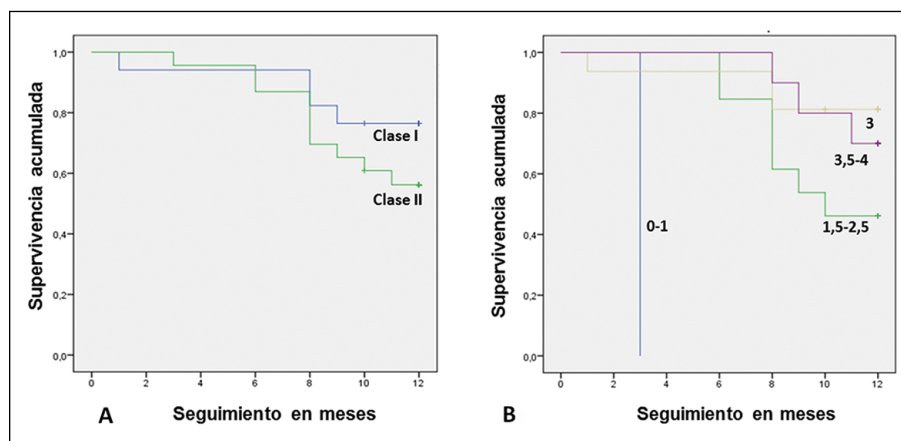 Supervivencia acumulada
1,0
0,8
0,6
0,4
0,2
0,0
Clase I
Clase II
0 2 4 6 8 10 12
A Seguimiento en meses
Supervivencia acumulada
1,0
0,8
0,6
0,4
0,2
0,0
3
3,5-4
0-1
1,5-2,5
0 2 4 6 8 10 12
B Seguimiento en meses